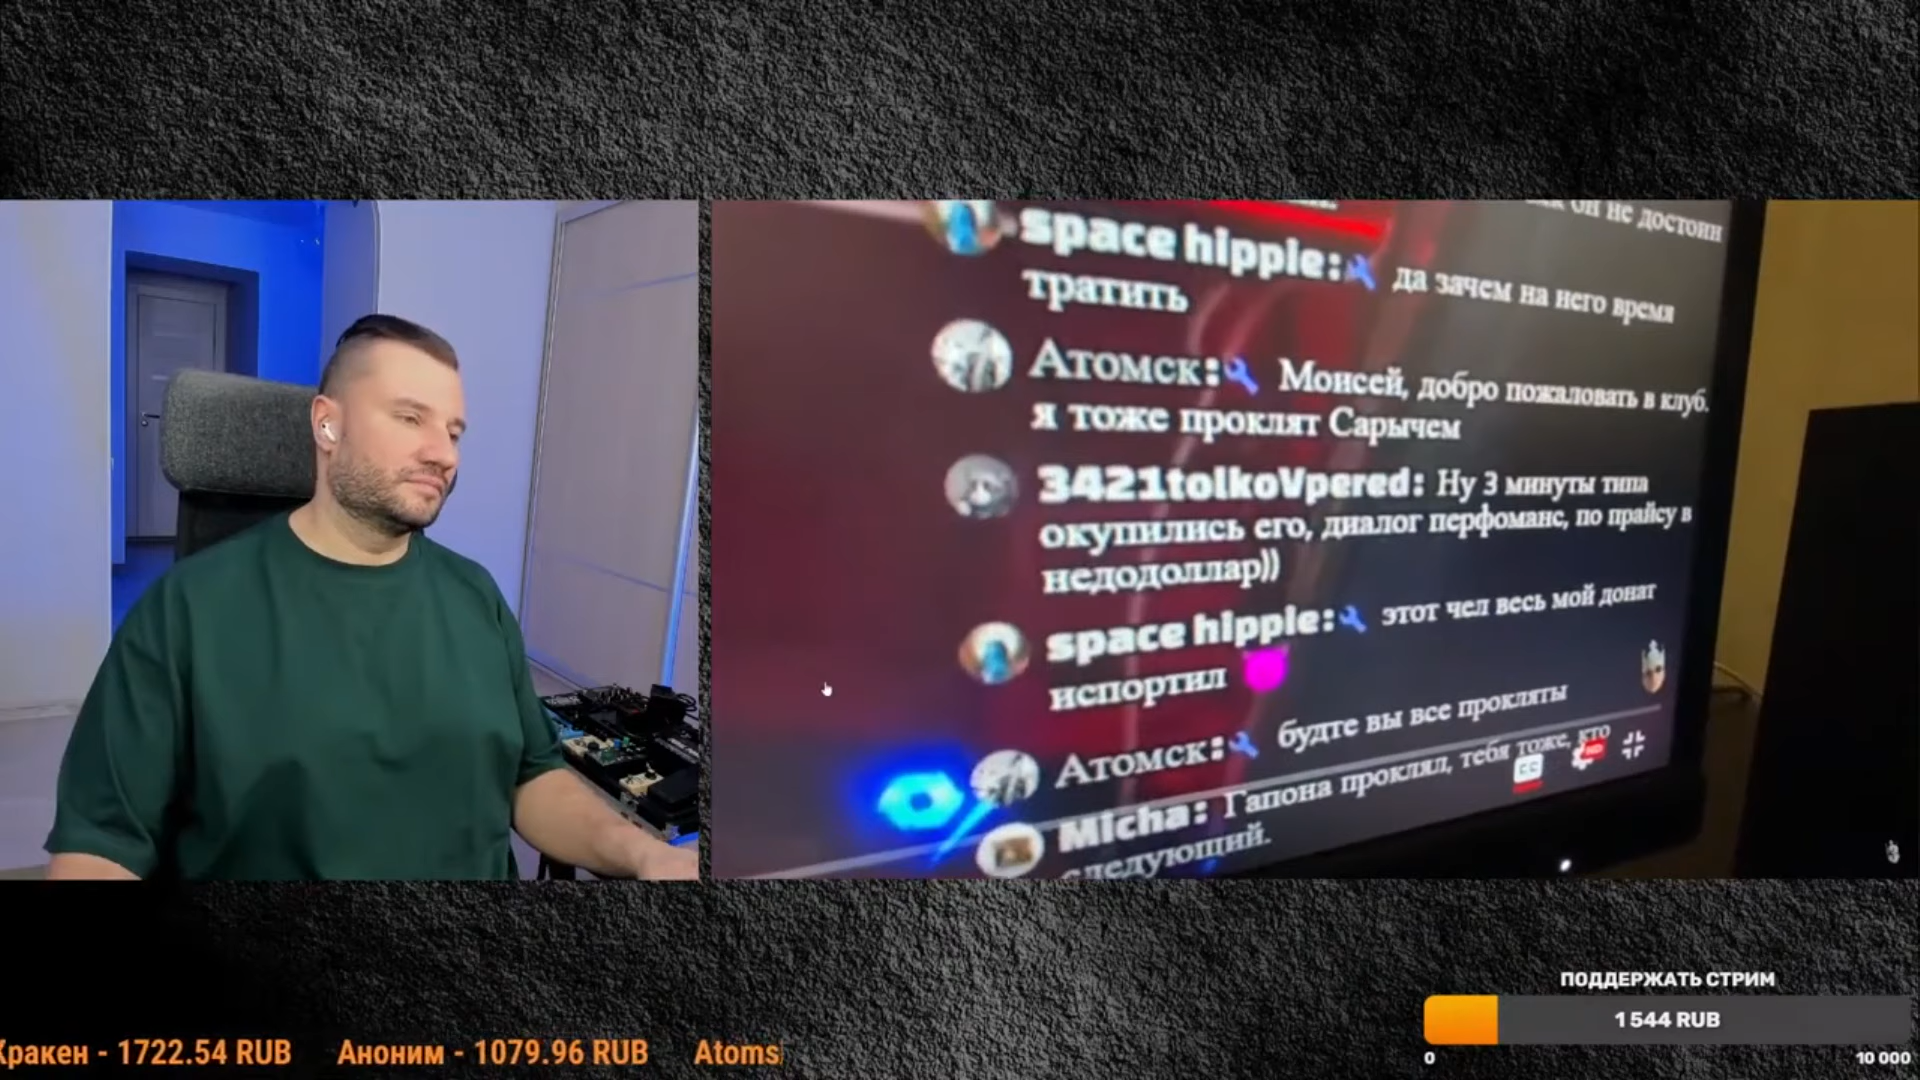 он не достоин
space hippie: да зачем на него время
тратить
Атомск: Моисей, добро пожаловать в клуб.
я тоже проклят Сарычем
3421tolkoVpered: Ну 3 минуты типа
окупились его, диалог перфоманс, по прайсу в
недодоллар))
space hippie: этот чел весь мой донат
испортил
Атомск: будте вы все прокляты
Micha: Гапона проклял, тебя тоже, кто
следующий.
CC
HD
ПОДДЕРЖАТЬ СТРИМ
1 544 RUB
0 10 000
Кракен - 1722.54 RUB Аноним - 1079.96 RUB Atoms